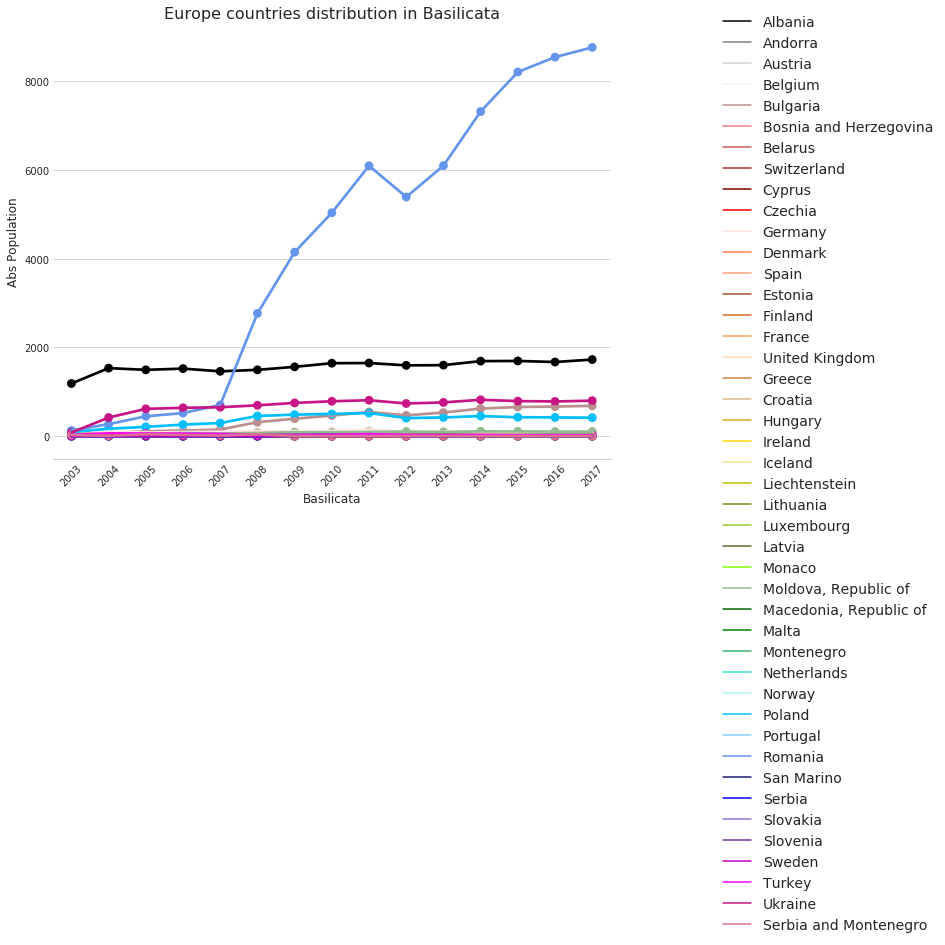 Europe countries distribution in Basilicata
Abs Population
8000
6000
4000
2000
0
2003
2004
2005
2006
2007
2008
2009
2010
2011
2012
2013
2014
2015
2016
2017
Basilicata
Albania
Andorra
Austria
Belgium
Bulgaria
Bosnia and Herzegovina
Belarus
Switzerland
Cyprus
Czechia
Germany
Denmark
Spain
Estonia
Finland
France
United Kingdom
Greece
Croatia
Hungary
Ireland
Iceland
Liechtenstein
Lithuania
Luxembourg
Latvia
Monaco
Moldova, Republic of
Macedonia, Republic of
Malta
Montenegro
Netherlands
Norway
Poland
Portugal
Romania
San Marino
Serbia
Slovakia
Slovenia
Sweden
Turkey
Ukraine
Serbia and Montenegro